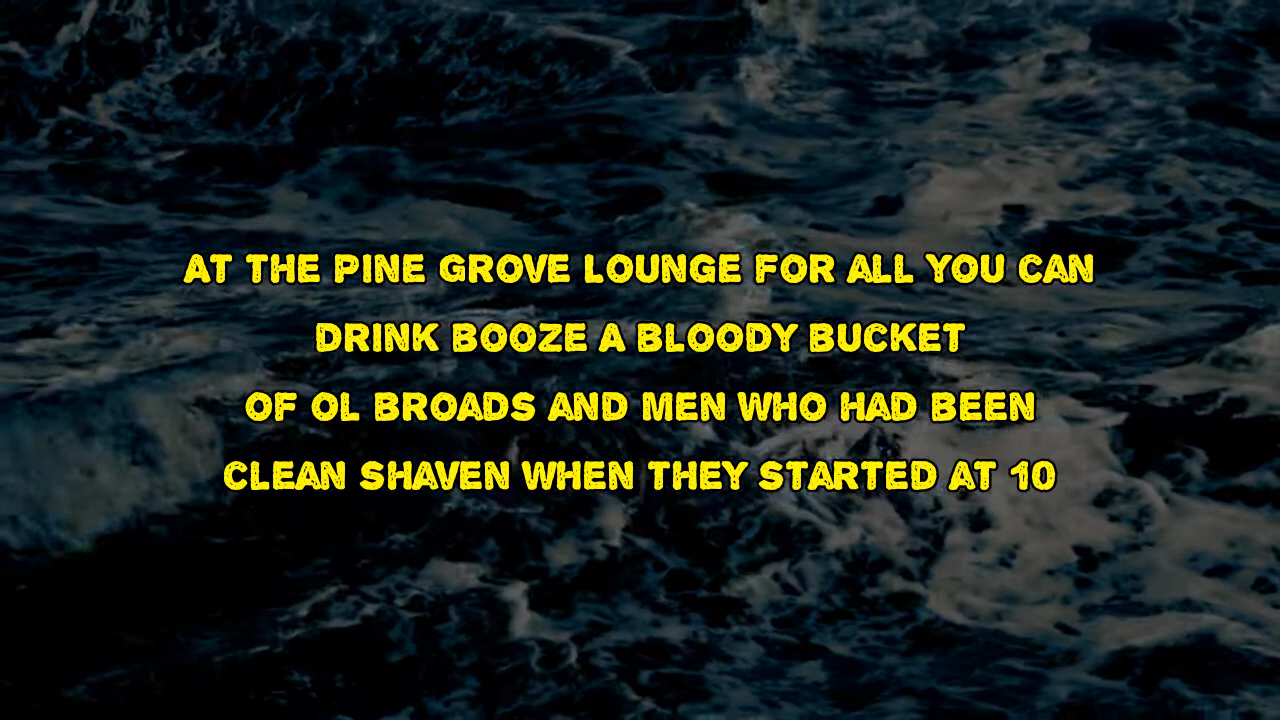 AT THE PINE GROVE LOUNGE FOR ALL YOU CAN
DRINK BOOZE A BLOODY BUCKET
OF OL BROADS AND MEN WHO HAD BEEN
CLEAN SHAVEN WHEN THEY STARTED AT 10